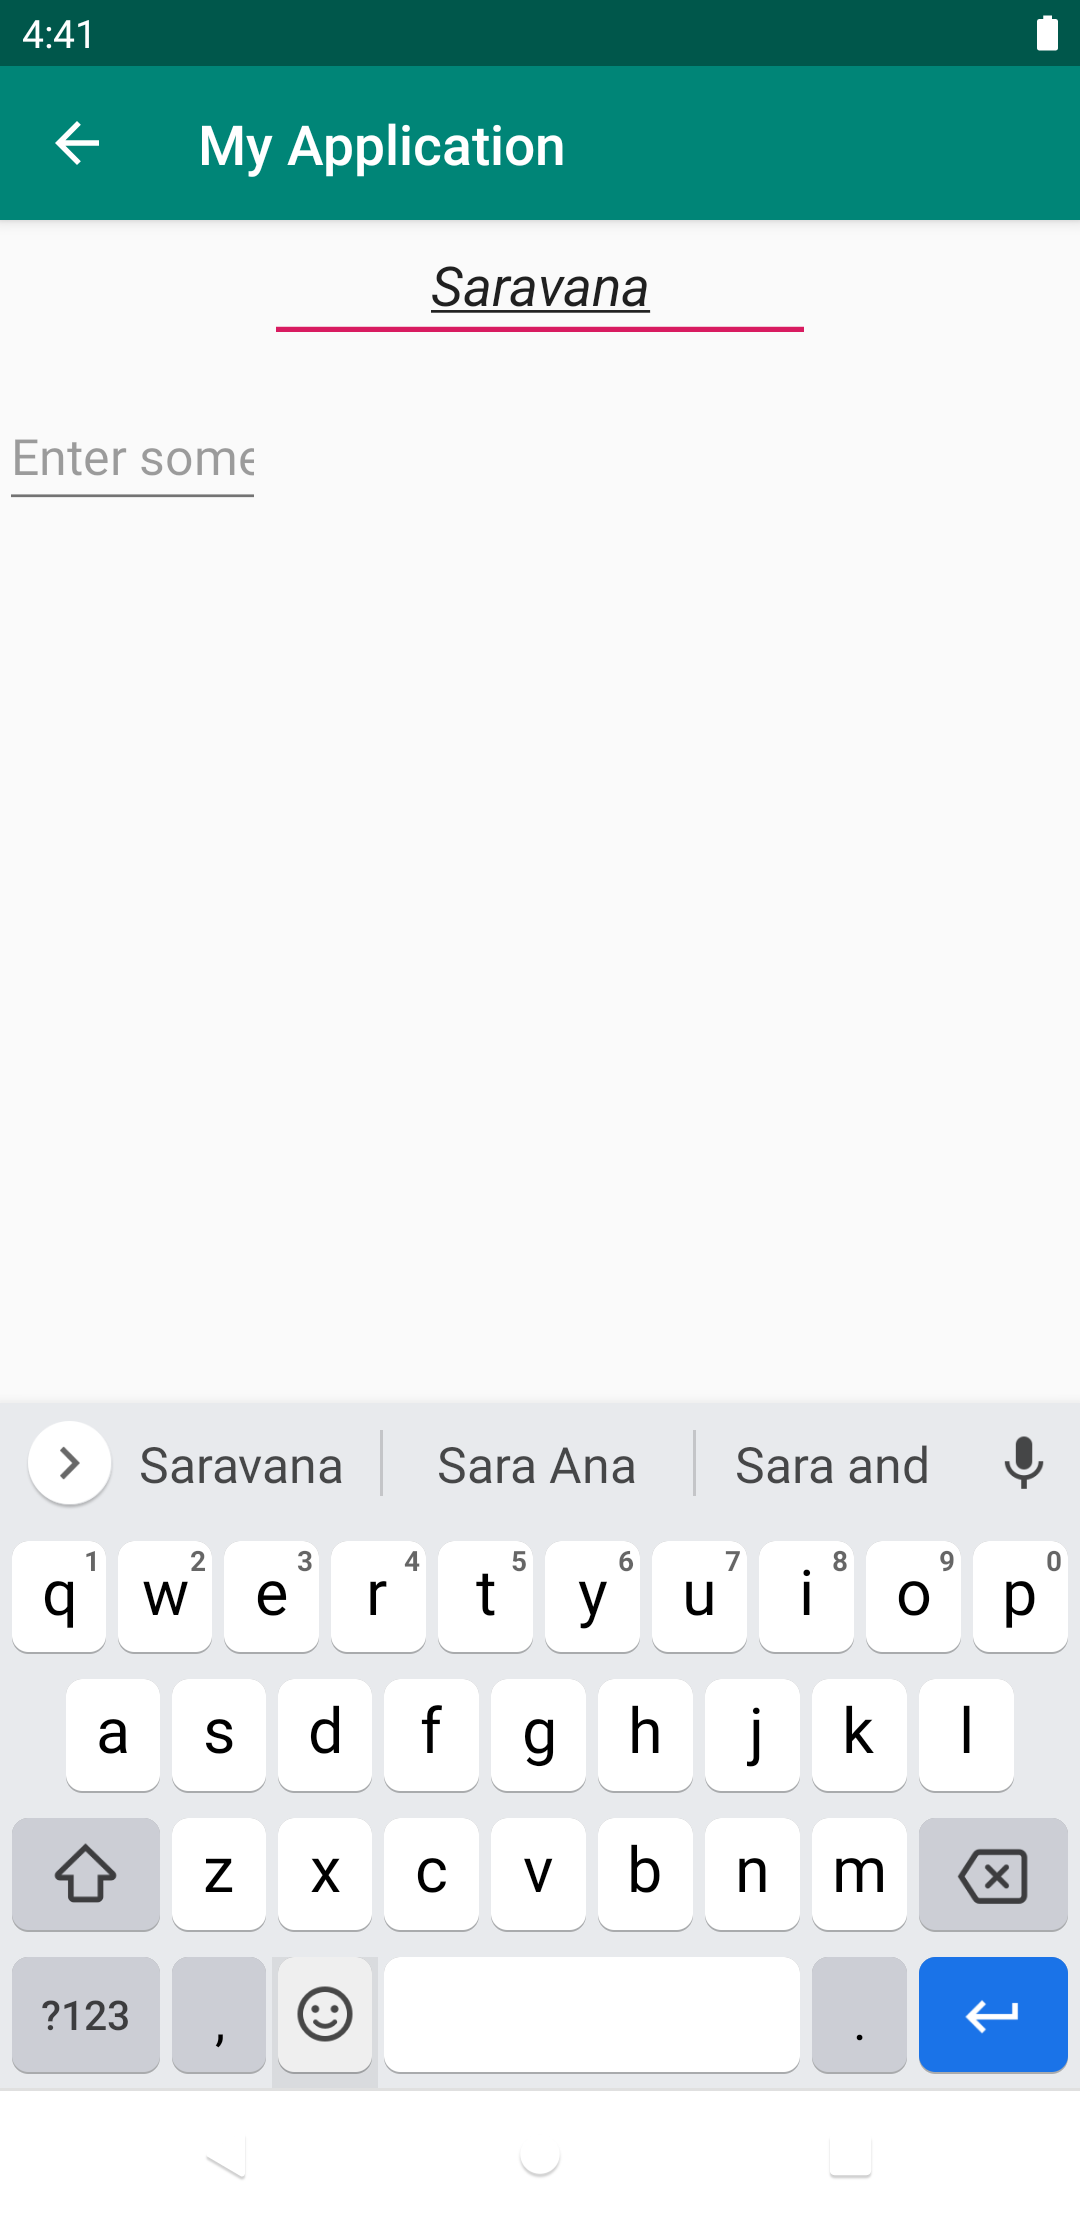 4:41
My Application
Saravana
Enter some
Saravana Sara Ana Sara and
q 1 w 2 e 3 r 4 t 5 y 6 u 7 i 8 o 9 p 0
a s d f g h j k l
z x c v b n m
?123 , .